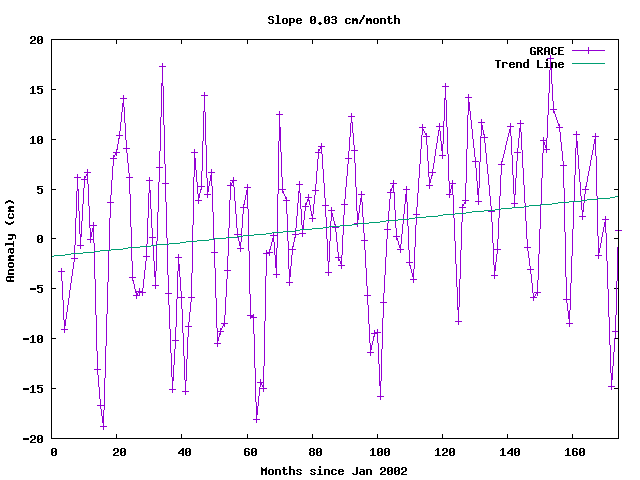 Slope 0.03 cm/month
GRACE
Trend Line
20
15
10
5
0
-5
-10
-15
-20
Anomaly (cm)
0 20 40 60 80 100 120 140 160
Months since Jan 2002